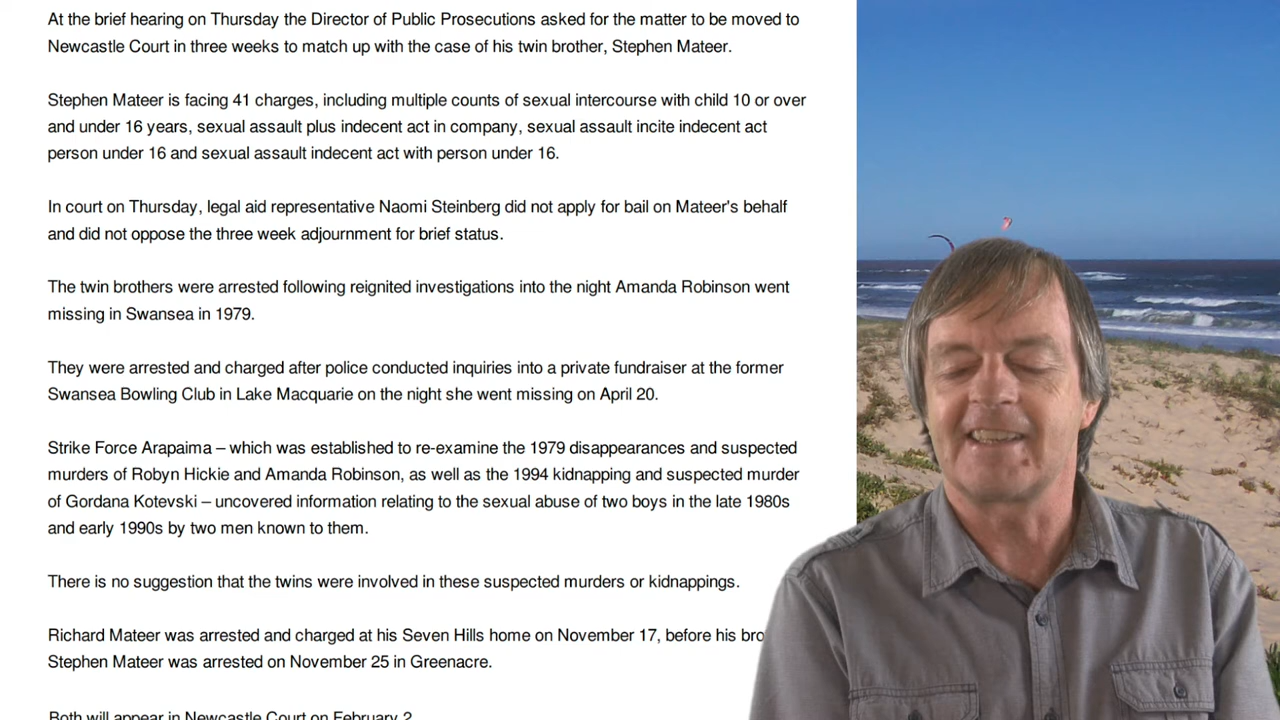 At the brief hearing on Thursday the Director of Public Prosecutions asked for the matter to be moved to
Newcastle Court in three weeks to match up with the case of his twin brother, Stephen Mateer.
Stephen Mateer is facing 41 charges, including multiple counts of sexual intercourse with child 10 or over
and under 16 years, sexual assault plus indecent act in company, sexual assault incite indecent act
person under 16 and sexual assault indecent act with person under 16.
In court on Thursday, legal aid representative Naomi Steinberg did not apply for bail on Mateer's behalf
and did not oppose the three week adjournment for brief status.
The twin brothers were arrested following reignited investigations into the night Amanda Robinson went
missing in Swansea in 1979.
They were arrested and charged after police conducted inquiries into a private fundraiser at the former
Swansea Bowling Club in Lake Macquarie on the night she went missing on April 20.
Strike Force Arapaima – which was established to re-examine the 1979 disappearances and suspected
murders of Robyn Hickie and Amanda Robinson, as well as the 1994 kidnapping and suspected murder
of Gordana Kotevski – uncovered information relating to the sexual abuse of two boys in the late 1980s
and early 1990s by two men known to them.
There is no suggestion that the twins were involved in these suspected murders or kidnappings.
Richard Mateer was arrested and charged at his Seven Hills home on November 17, before his bro
Stephen Mateer was arrested on November 25 in Greenacre.
Both will appear in Newcastle Court on February 2